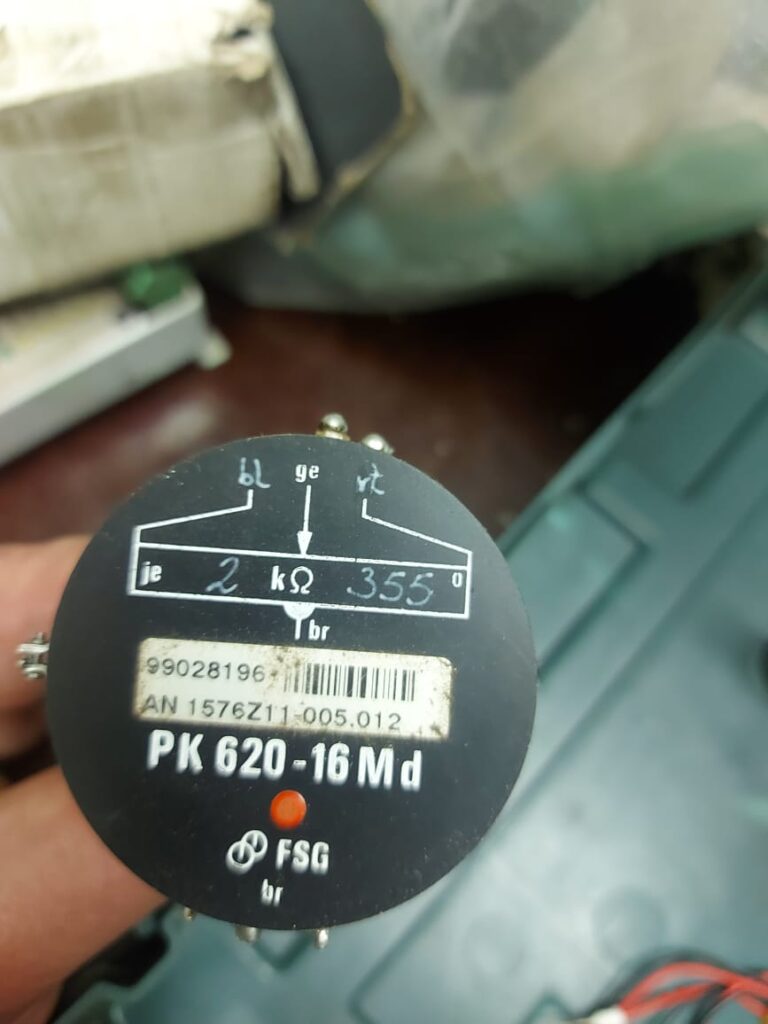 bl ge rt
je 2 kΩ 355 0
br
99028196
AN 1576Z11-005.012
PK 620-16 Md
FSG
br